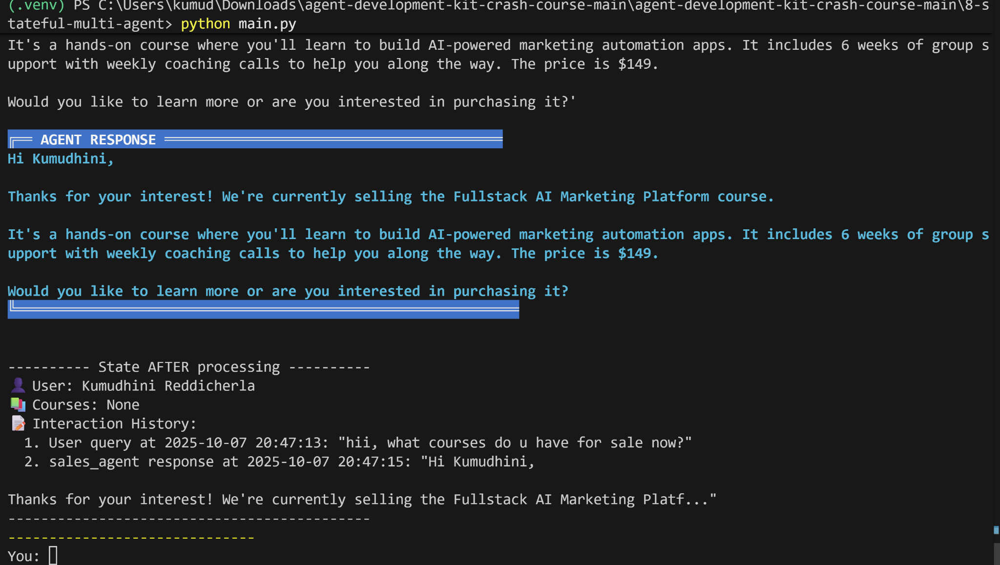 (.venv) PS C:\Users\kumud\Downloads\agent-development-kit-crash-course-main\agent-development-kit-crash-course-main\8-s
tateful-multi-agent> python main.py
It's a hands-on course where you'll learn to build AI-powered marketing automation apps. It includes 6 weeks of group s
upport with weekly coaching calls to help you along the way. The price is $149.
Would you like to learn more or are you interested in purchasing it?'
AGENT RESPONSE
Hi Kumudhini,
Thanks for your interest! We're currently selling the Fullstack AI Marketing Platform course.
It's a hands-on course where you'll learn to build AI-powered marketing automation apps. It includes 6 weeks of group s
upport with weekly coaching calls to help you along the way. The price is $149.
Would you like to learn more or are you interested in purchasing it?
---------- State AFTER processing ----------
👤 User: Kumudhini Reddicherla
📚 Courses: None
📝 Interaction History:
1. User query at 2025-10-07 20:47:13: "hii, what courses do u have for sale now?"
2. sales_agent response at 2025-10-07 20:47:15: "Hi Kumudhini,
Thanks for your interest! We're currently selling the Fullstack AI Marketing Platf..."
--------------------------------------------
------------------------------
You: